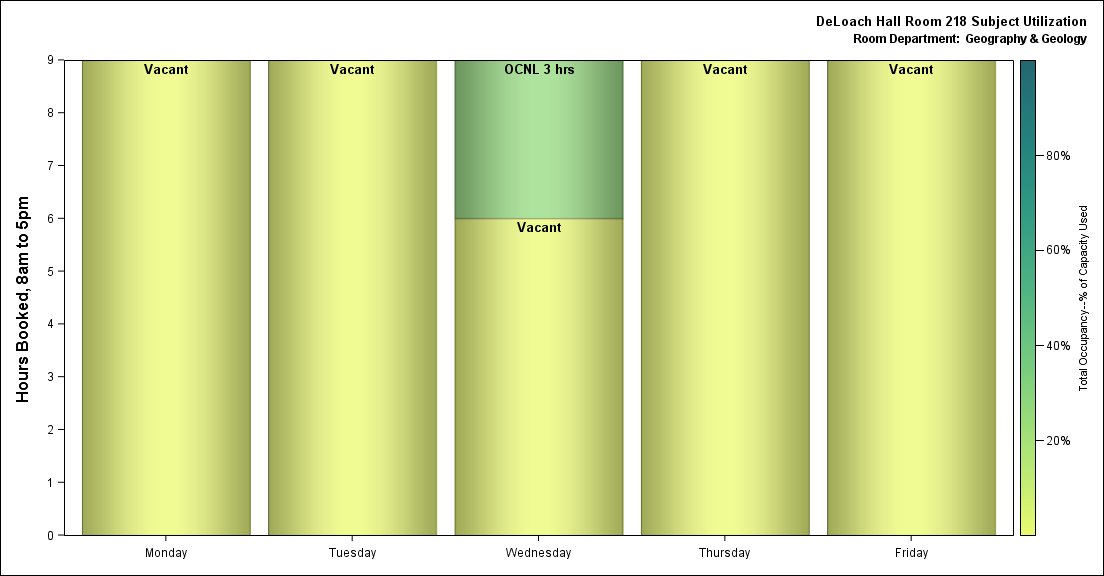 DeLoach Hall Room 218 Subject Utilization
Room Department: Geography & Geology
Hours Booked, 8am to 5pm
9
8
7
6
5
4
3
2
1
0
Vacant
Vacant
OCNL 3 hrs
Vacant
Vacant
Vacant
Monday
Tuesday
Wednesday
Thursday
Friday
80%
60%
40%
20%
Total Occupancy--% of Capacity Used